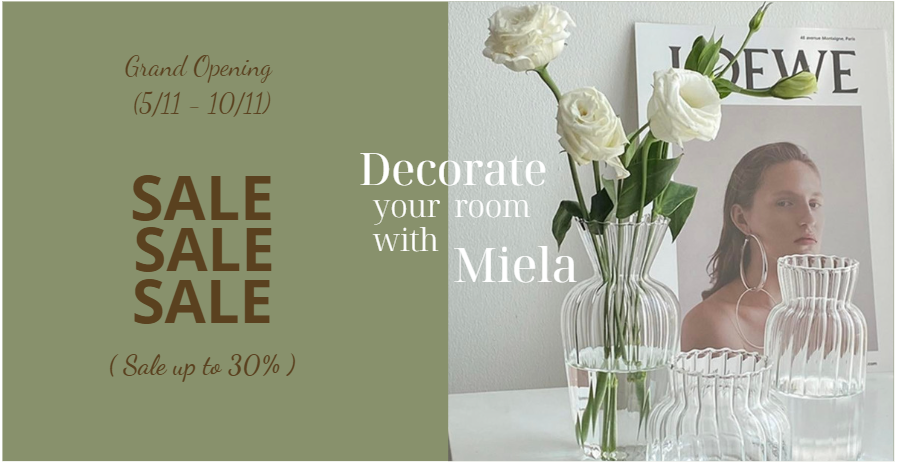 Grand Opening
(5/11 - 10/11)
SALE
SALE
SALE
( Sale up to 30% )
Decorate
your room
with
Miela
46 avenue Montaigne, Paris
LOEWE